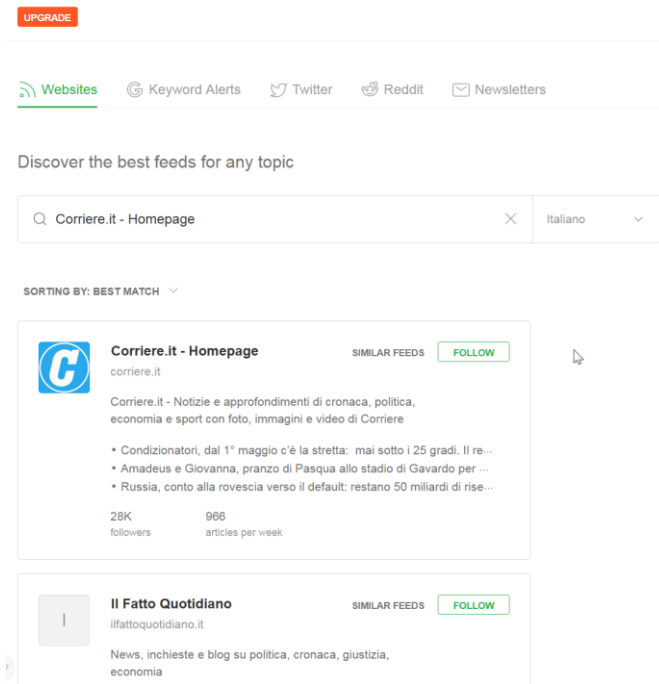 UPGRADE
Websites Keyword Alerts Twitter Reddit Newsletters
Discover the best feeds for any topic
Corriere.it - Homepage Italiano
SORTING BY: BEST MATCH
Corriere.it - Homepage SIMILAR FEEDS FOLLOW
corriere.it
Corriere.it - Notizie e approfondimenti di cronaca, politica,
economia e sport con foto, immagini e video di Corriere
• Condizionatori, dal 1° maggio c'è la stretta: mai sotto i 25 gradi. Il re···
• Amadeus e Giovanna, pranzo di Pasqua allo stadio di Gavardo per ···
• Russia, conto alla rovescia verso il default: restano 50 miliardi di rise···
28K 966
followers articles per week
I Il Fatto Quotidiano SIMILAR FEEDS FOLLOW
ilfattoquotidiano.it
News, inchieste e blog su politica, cronaca, giustizia,
economia